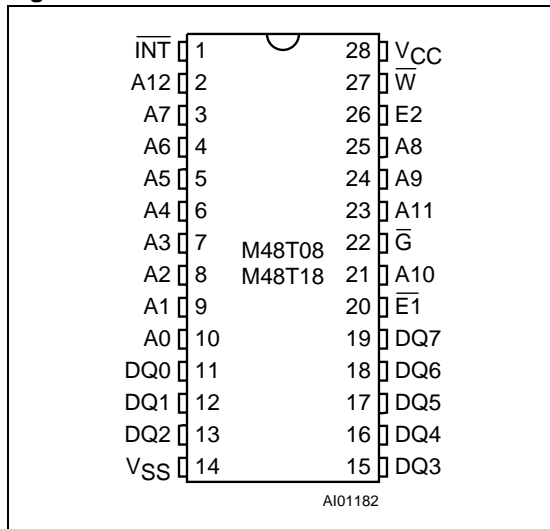 INT 1 28 VCC
A12 2 27 W
A7 3 26 E2
A6 4 25 A8
A5 5 24 A9
A4 6 23 A11
A3 7 M48T08 22 G
A2 8 M48T18 21 A10
A1 9 20 E1
A0 10 19 DQ7
DQ0 11 18 DQ6
DQ1 12 17 DQ5
DQ2 13 16 DQ4
VSS 14 15 DQ3
AI01182